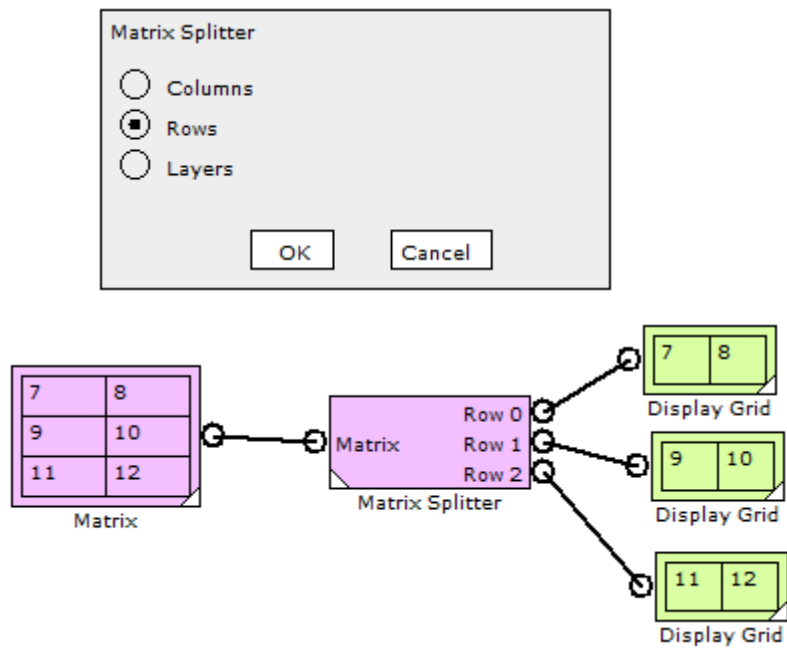 Matrix Splitter
Columns
Rows
Layers
OK Cancel
7 8
9 10
11 12
Matrix
Matrix
Row 0
Row 1
Row 2
Matrix Splitter
7 8
Display Grid
9 10
Display Grid
11 12
Display Grid